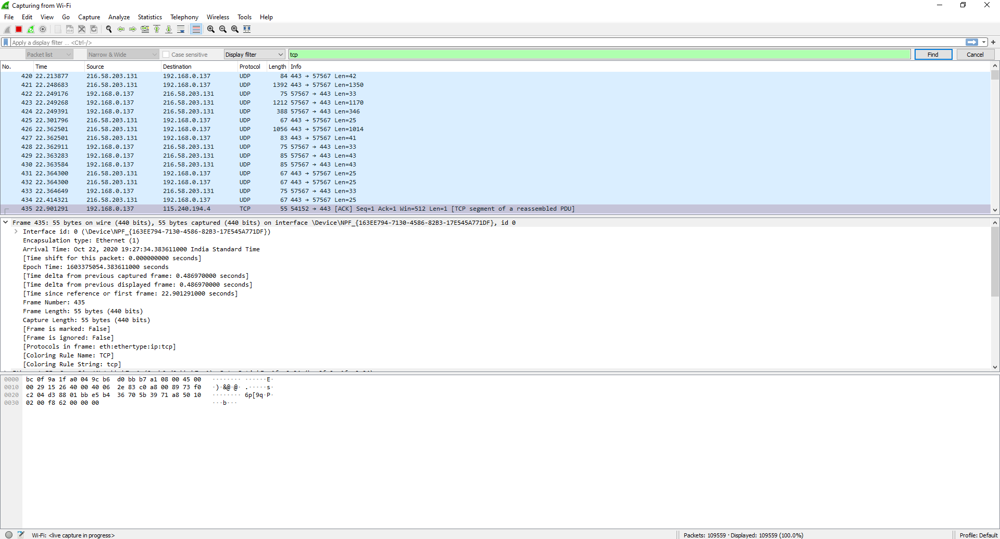 Capturing from Wi-Fi
File Edit View Go Capture Analyze Statistics Telephony Wireless Tools Help
Apply a display filter ... <Ctrl-/>
Packet list Narrow & Wide Case sensitive Display filter tcp Find Cancel
No. Time Source Destination Protocol Length Info
420 22.213877 216.58.203.131 192.168.0.137 UDP 84 443 → 57567 Len=42
421 22.248683 216.58.203.131 192.168.0.137 UDP 1392 443 → 57567 Len=1350
422 22.249176 192.168.0.137 216.58.203.131 UDP 75 57567 → 443 Len=33
423 22.249268 192.168.0.137 216.58.203.131 UDP 1212 57567 → 443 Len=1170
424 22.249391 192.168.0.137 216.58.203.131 UDP 388 57567 → 443 Len=346
425 22.301796 216.58.203.131 192.168.0.137 UDP 67 443 → 57567 Len=25
426 22.362501 216.58.203.131 192.168.0.137 UDP 1056 443 → 57567 Len=1014
427 22.362501 216.58.203.131 192.168.0.137 UDP 83 443 → 57567 Len=41
428 22.362911 192.168.0.137 216.58.203.131 UDP 75 57567 → 443 Len=33
429 22.363283 192.168.0.137 216.58.203.131 UDP 85 57567 → 443 Len=43
430 22.363584 192.168.0.137 216.58.203.131 UDP 85 57567 → 443 Len=43
431 22.364300 216.58.203.131 192.168.0.137 UDP 67 443 → 57567 Len=25
432 22.364300 216.58.203.131 192.168.0.137 UDP 67 443 → 57567 Len=25
433 22.364649 192.168.0.137 216.58.203.131 UDP 75 57567 → 443 Len=33
434 22.414321 216.58.203.131 192.168.0.137 UDP 67 443 → 57567 Len=25
435 22.901291 192.168.0.137 115.240.194.4 TCP 55 54152 → 443 [ACK] Seq=1 Ack=1 Win=512 Len=1 [TCP segment of a reassembled PDU]
Frame 435: 55 bytes on wire (440 bits), 55 bytes captured (440 bits) on interface \Device\NPF_{163EE794-7130-4586-82B3-17E545A771DF}, id 0
Interface id: 0 (\Device\NPF_{163EE794-7130-4586-82B3-17E545A771DF})
Encapsulation type: Ethernet (1)
Arrival Time: Oct 22, 2020 19:27:34.383611000 India Standard Time
[Time shift for this packet: 0.000000000 seconds]
Epoch Time: 1603375054.383611000 seconds
[Time delta from previous captured frame: 0.486970000 seconds]
[Time delta from previous displayed frame: 0.486970000 seconds]
[Time since reference or first frame: 22.901291000 seconds]
Frame Number: 435
Frame Length: 55 bytes (440 bits)
Capture Length: 55 bytes (440 bits)
[Frame is marked: False]
[Frame is ignored: False]
[Protocols in frame: eth:ethertype:ip:tcp]
[Coloring Rule Name: TCP]
[Coloring Rule String: tcp]
0000 bc 0f 9a 1f a0 04 9c b6 d0 bb b7 a1 08 00 45 00 ········ ······E·
0010 00 29 15 26 40 00 40 06 2e 83 c0 a8 00 89 73 f0 ·)·&@·@· .·····s·
0020 c2 04 d3 88 01 bb e5 b4 36 70 5b 39 71 a8 50 10 ········ 6p[9q·P·
0030 02 00 f8 62 00 00 00 ···b···
Wi-Fi: <live capture in progress> Packets: 109559 · Displayed: 109559 (100.0%) Profile: Default